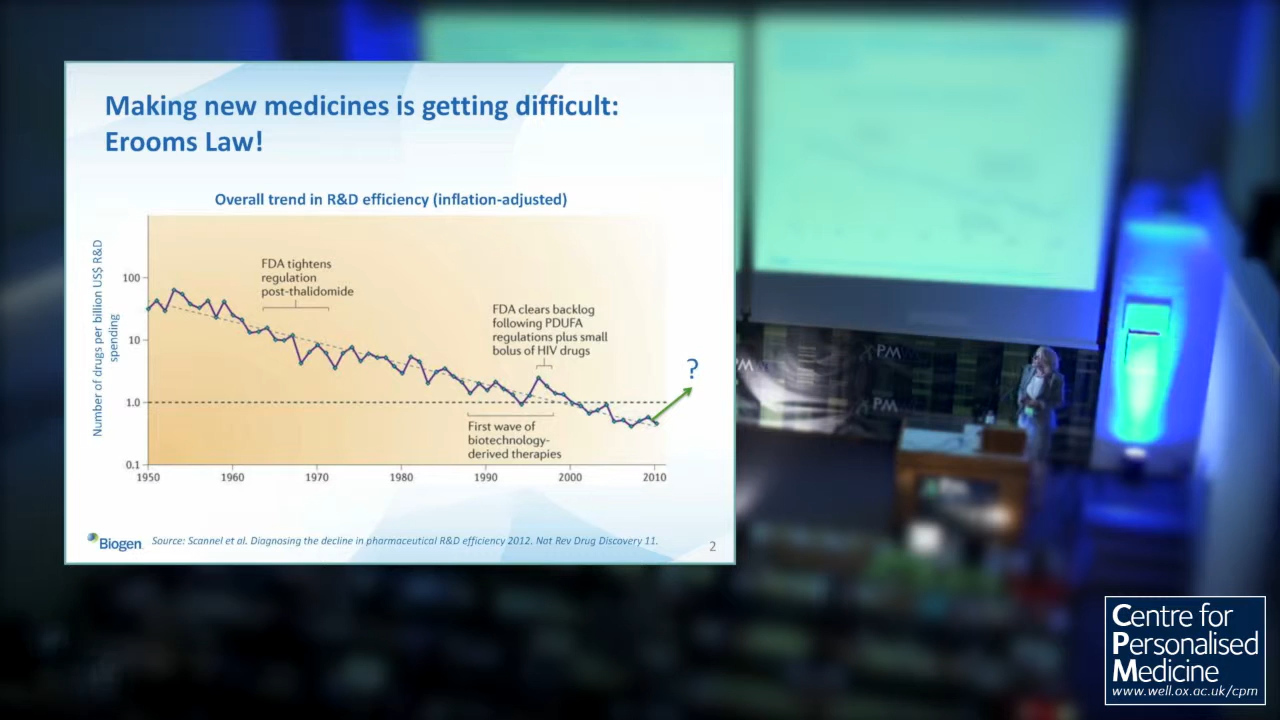 Making new medicines is getting difficult:
Erooms Law!
Overall trend in R&D efficiency (inflation-adjusted)
Number of drugs per billion US$ R&D
spending
100
10
1.0
0.1
FDA tightens
regulation
post-thalidomide
FDA clears backlog
following PDUFA
regulations plus small
bolus of HIV drugs
First wave of
biotechnology-
derived therapies
?
1950
1960
1970
1980
1990
2000
2010
Biogen
Source: Scannel et al. Diagnosing the decline in pharmaceutical R&D efficiency 2012. Nat Rev Drug Discovery 11.
2
PM
PM
Centre for
Personalised
Medicine
www.well.ox.ac.uk/cpm